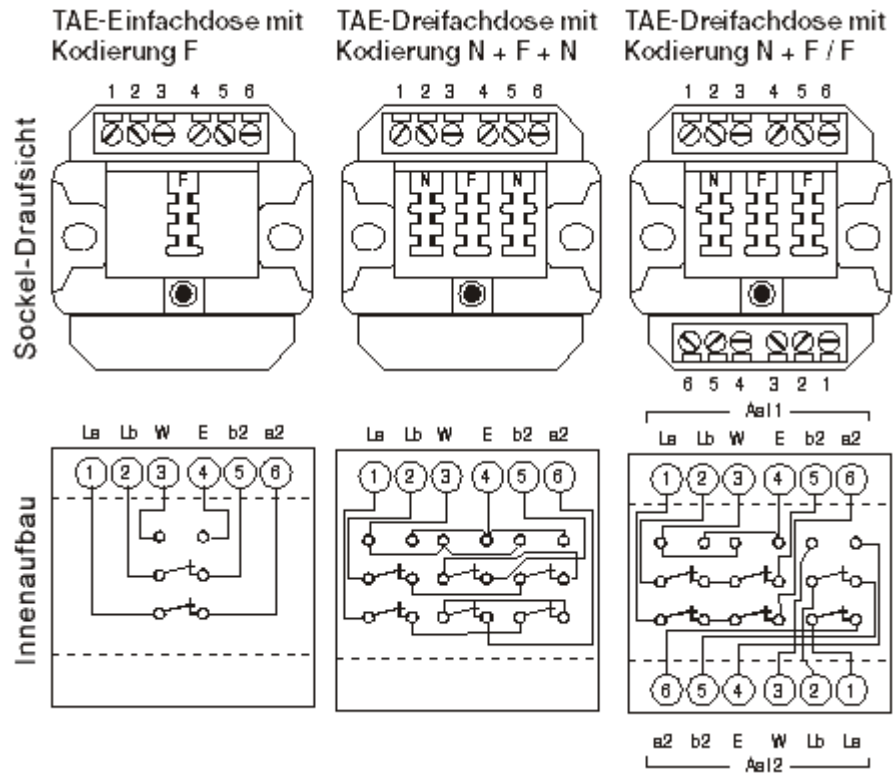 TAE-Einfachdose mit
Kodierung F
TAE-Dreifachdose mit
Kodierung N + F + N
TAE-Dreifachdose mit
Kodierung N + F / F
Sockel-Draufsicht
1 2 3 4 5 6
F
1 2 3 4 5 6
N F N
1 2 3 4 5 6
N F F
6 5 4 3 2 1
Innenaufbau
La Lb W E b2 a2
1 2 3 4 5 6
La Lb W E b2 a2
1 2 3 4 5 6
Asl1
La Lb W E b2 a2
1 2 3 4 5 6
6 5 4 3 2 1
a2 b2 E W Lb La
Asl2